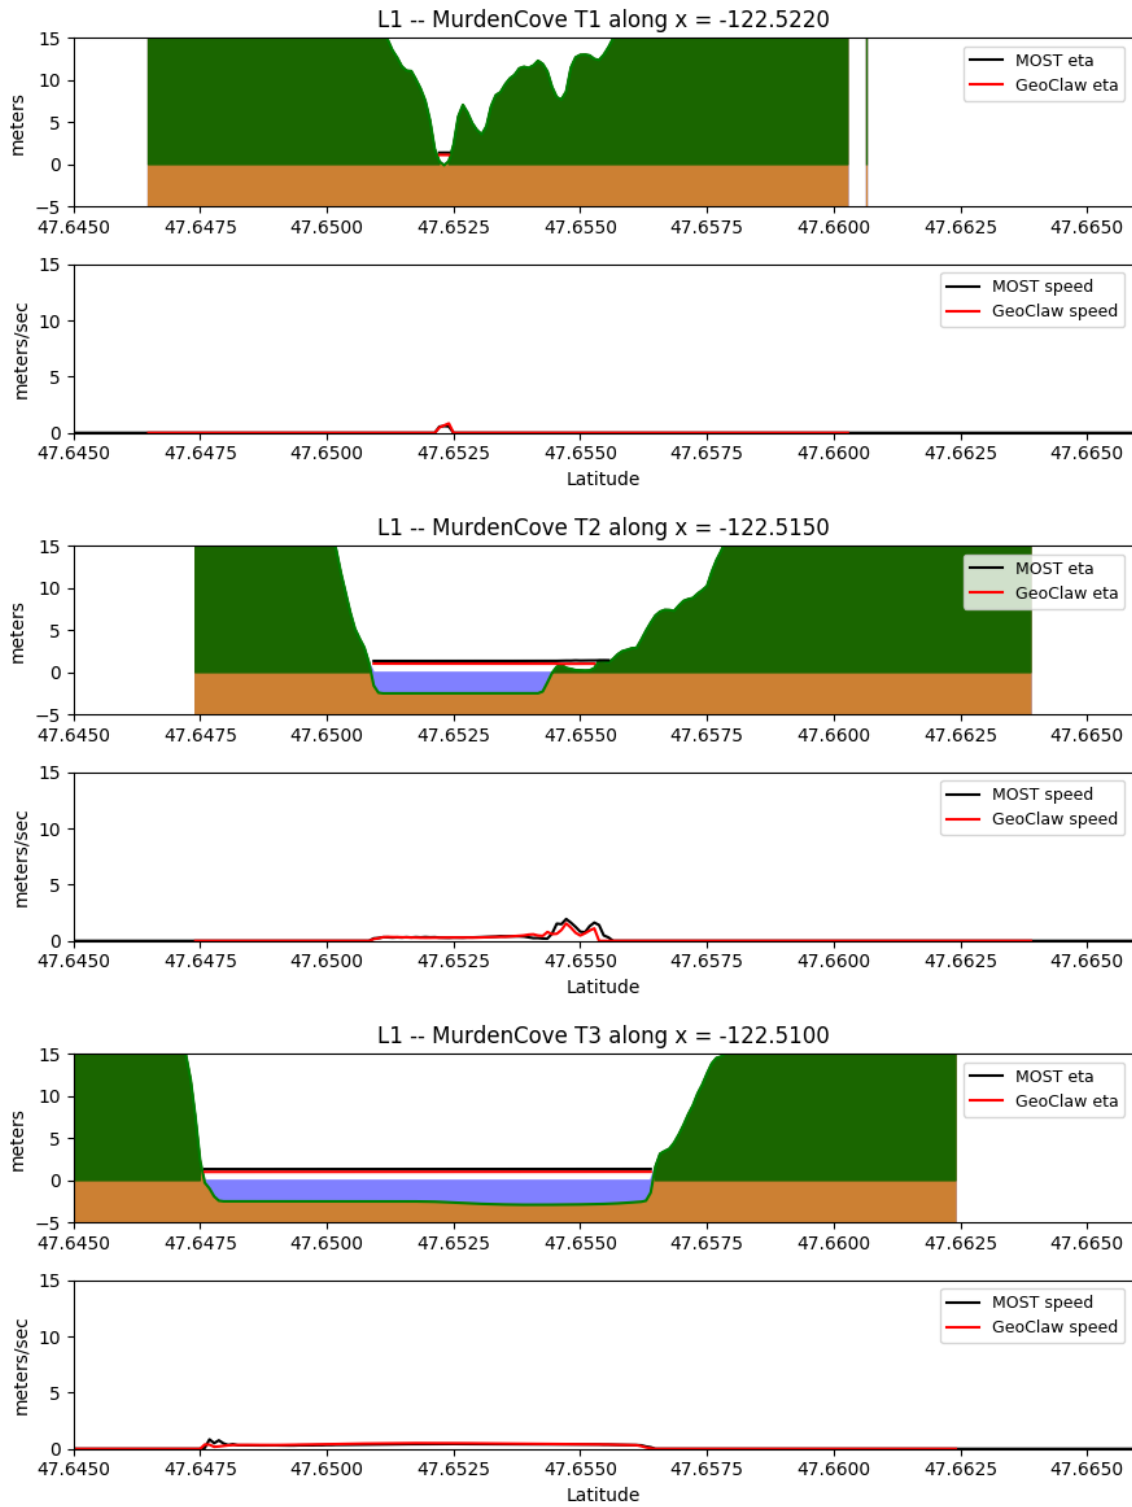 L1 -- MurdenCove T1 along x = -122.5220
15
10
5
0
−5
meters
MOST eta
GeoClaw eta
47.6450 47.6475 47.6500 47.6525 47.6550 47.6575 47.6600 47.6625 47.6650
15
10
5
0
meters/sec
MOST speed
GeoClaw speed
47.6450 47.6475 47.6500 47.6525 47.6550 47.6575 47.6600 47.6625 47.6650
Latitude
L1 -- MurdenCove T2 along x = -122.5150
15
10
5
0
−5
meters
MOST eta
GeoClaw eta
47.6450 47.6475 47.6500 47.6525 47.6550 47.6575 47.6600 47.6625 47.6650
15
10
5
0
meters/sec
MOST speed
GeoClaw speed
47.6450 47.6475 47.6500 47.6525 47.6550 47.6575 47.6600 47.6625 47.6650
Latitude
L1 -- MurdenCove T3 along x = -122.5100
15
10
5
0
−5
meters
MOST eta
GeoClaw eta
47.6450 47.6475 47.6500 47.6525 47.6550 47.6575 47.6600 47.6625 47.6650
15
10
5
0
meters/sec
MOST speed
GeoClaw speed
47.6450 47.6475 47.6500 47.6525 47.6550 47.6575 47.6600 47.6625 47.6650
Latitude